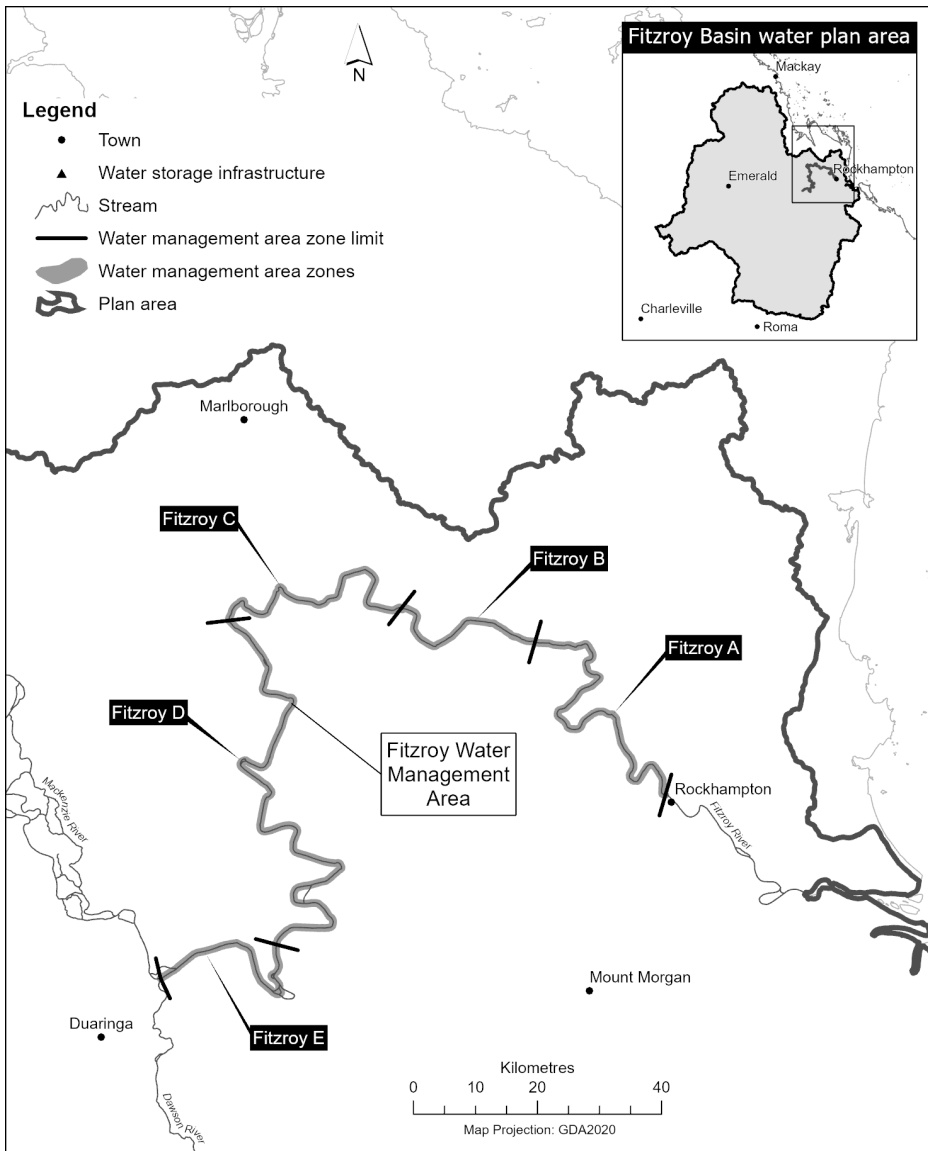 Fitzroy Basin water plan area
Mackay
Emerald
Rockhampton
Charleville
Roma
N
Legend
Town
Water storage infrastructure
Stream
Water management area zone limit
Water management area zones
Plan area
Marlborough
Fitzroy C
Fitzroy B
Fitzroy A
Fitzroy D
Fitzroy Water
Management
Area
Rockhampton
Mackenzie River
Fitzroy River
Mount Morgan
Duaringa
Fitzroy E
Dawson River
Kilometres
0 10 20 40
Map Projection: GDA2020